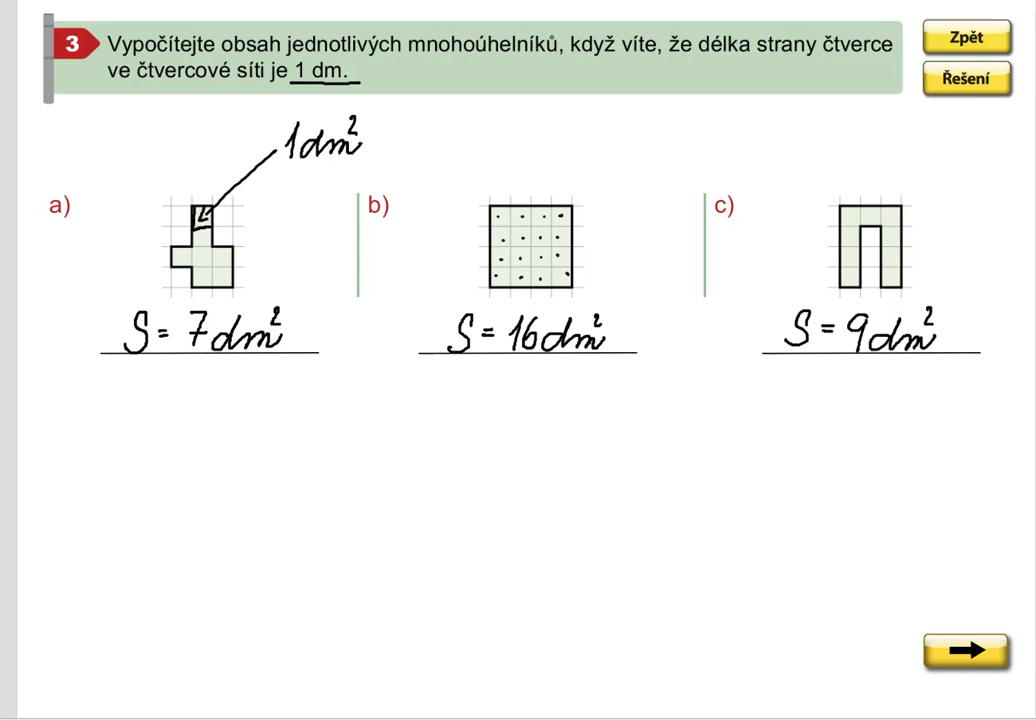 3 Vypočítejte obsah jednotlivých mnohoúhelníků, když víte, že délka strany čtverce
ve čtvercové síti je 1 dm.
Zpět
Řešení
1dm²
a)
b)
c)
S = 7dm²
S = 16dm²
S = 9dm²